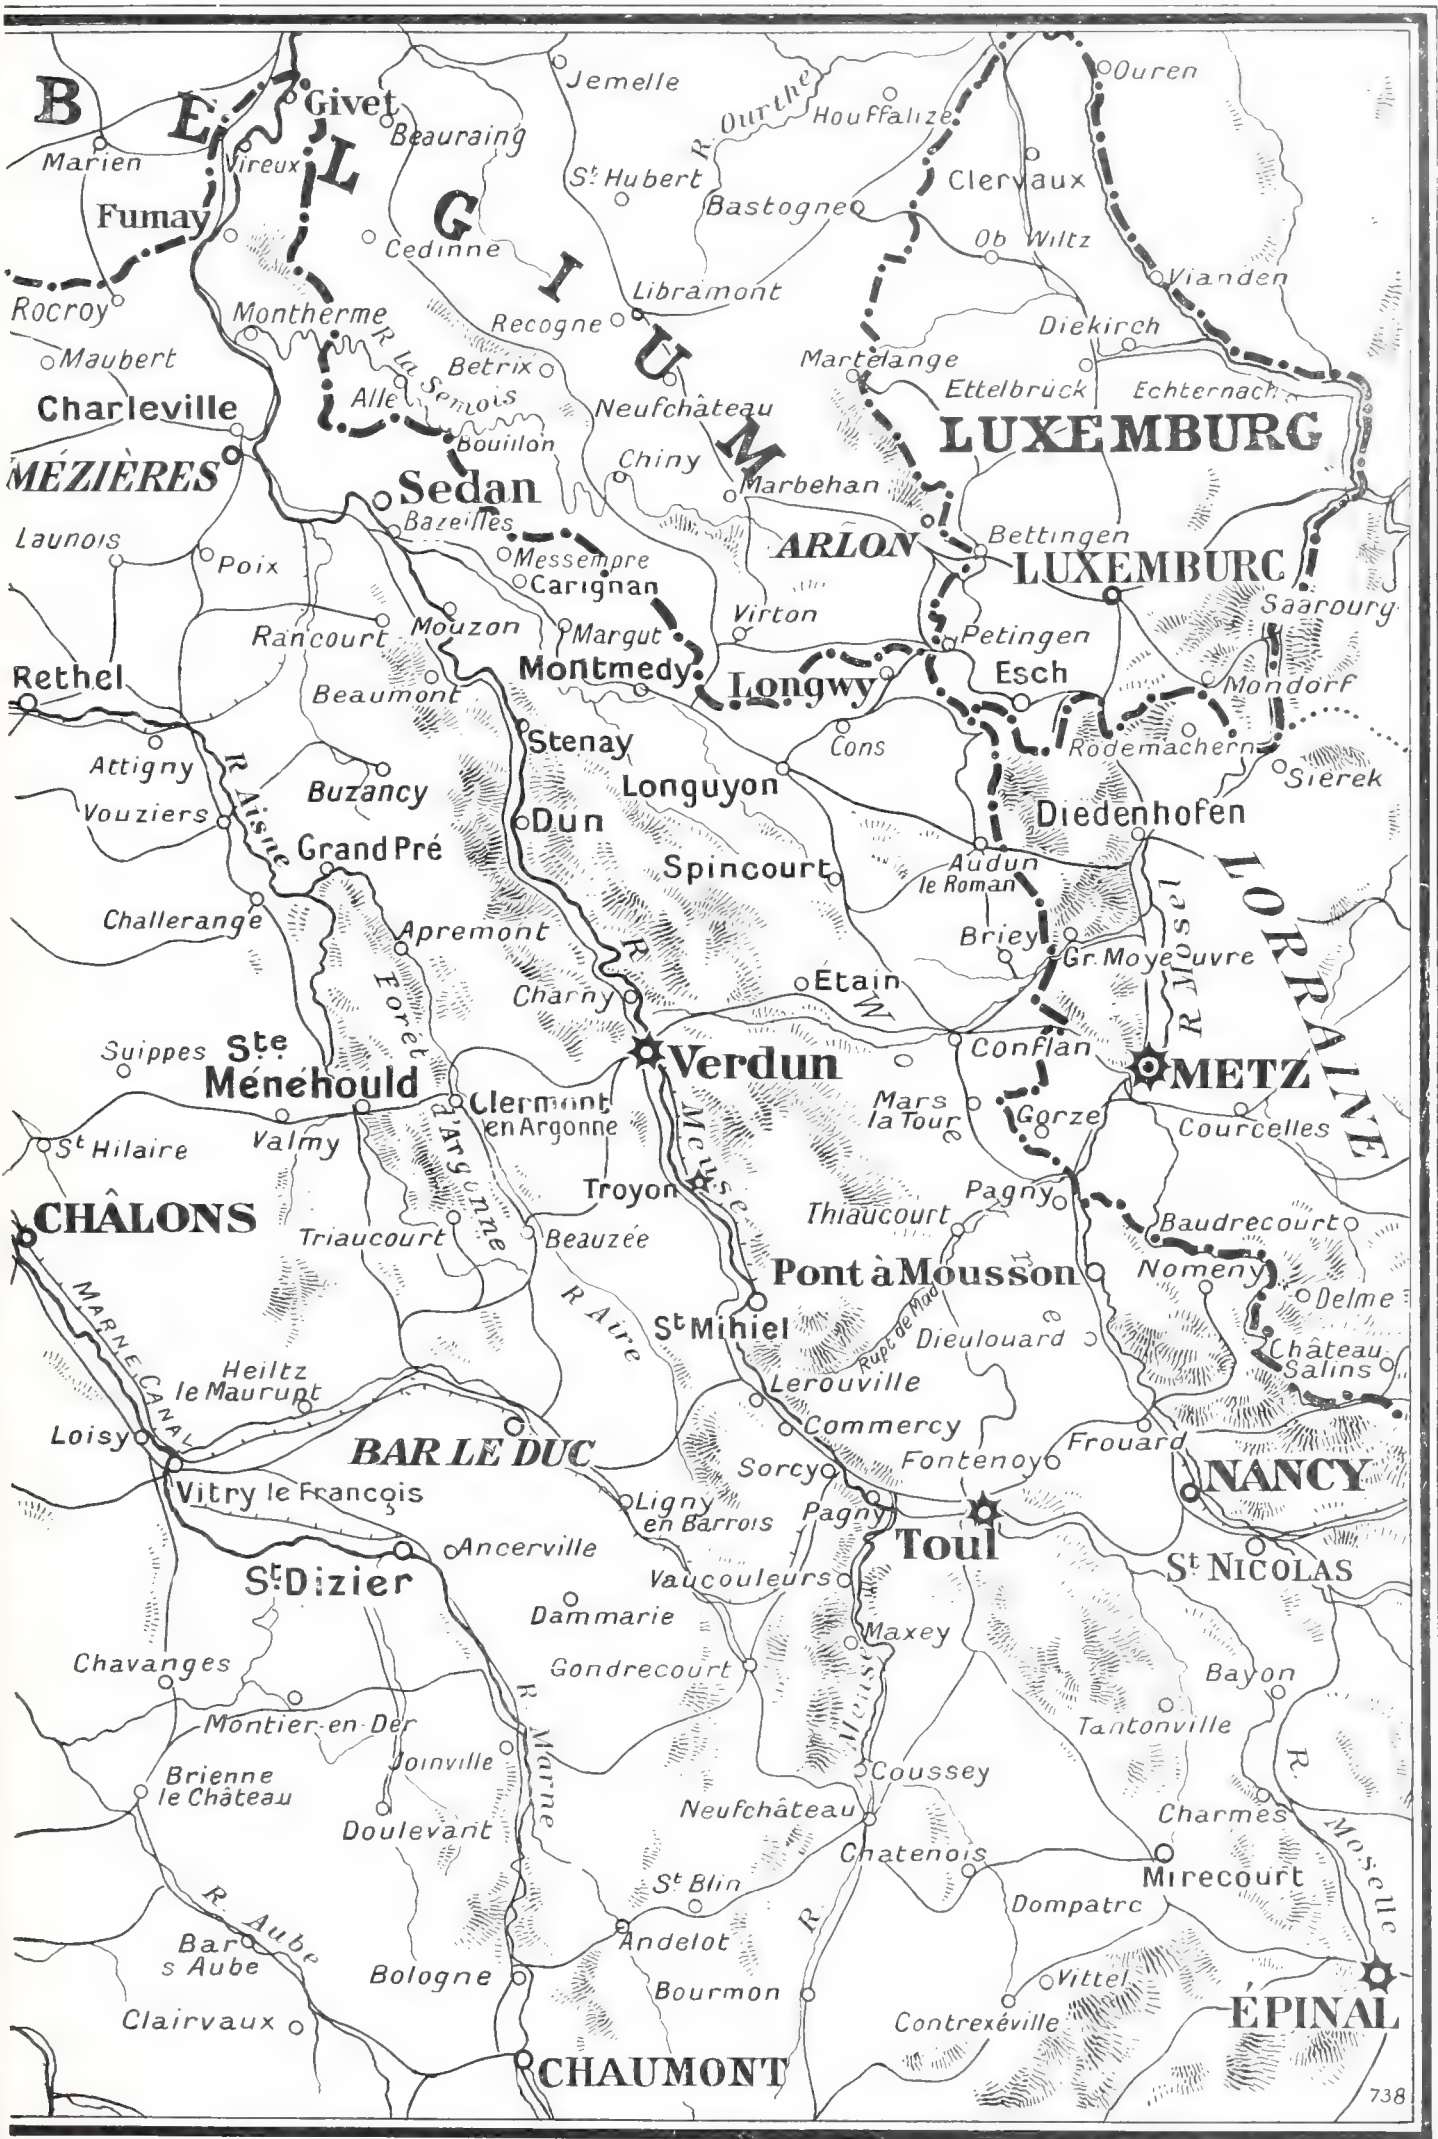 BELGIUM
Givet
Jemelle
Ouren
R. Ourthe
Houffalize
Beauraing
Marien
Vireux
St. Hubert
Clervaux
Bastogne
Fumay
Cedinne
Ob Wiltz
Vianden
Rocroy
Libramont
Montherme
Recogne
Diekirch
R la Semois
Maubert
Betrix
Martelange
Ettelbrück
Echternach
Alle
Charleville
Neufchâteau
LUXEMBURG
Bouillon
MÉZIÈRES
Chiny
Sedan
Marbehan
Bazeilles
Launois
ARLON
Bettingen
Poix
Messempre
LUXEMBURG
Carignan
Saarourg
Virton
Rancourt
Mouzon
Margut
Petingen
Rethel
Montmedy
Longwy
Esch
Mondorf
Beaumont
Stenay
Cons
Rodemachern
Attigny
R Aisne
Sierek
Buzancy
Longuyon
Vouziers
Dun
Diedenhofen
Grand Pré
LORRAINE
Spincourt
Audun
le Roman
Challerange
R Mosel
Apremont
Briey
R
Gr. Moyeuvre
Étain
Charny
W
Foret d'Argonne
Suippes
Ste
Ménéhould
Verdun
Conflan
METZ
Clermont
en Argonne
Mars
la Tour
Gorze
Meuse
Valmy
Courcelles
St Hilaire
Troyon
Pagny
CHÂLONS
Thiaucourt
Baudrecourt
Triaucourt
Beauzée
Pont à Mousson
Nomeny
MARNE CANAL
R Aire
Delme
St Mihiel
Rupt de Mad
Dieulouard
Château
Salins
Heiltz
le Maurupt
Lerouville
Loisy
Commercy
BAR LE DUC
Frouard
Sorcy
Fontenoy
NANCY
Vitry le François
Ligny
en Barrois
Pagny
Toul
Ancerville
St Dizier
Vaucouleurs
St NICOLAS
Dammarie
Maxey
Chavanges
Gondrecourt
Bayon
R Marne
Meuse
Montier-en-Der
Tantonville
Joinville
R. Moselle
Brienne
le Château
Coussey
Neufchâteau
Charmes
Doulevant
Chatenois
Mirecourt
St Blin
R. Aube
Dompatre
R.
Bar
s Aube
Andelot
Bologne
Vittel
Bourmon
ÉPINAL
Clairvaux
Contrexéville
CHAUMONT
738